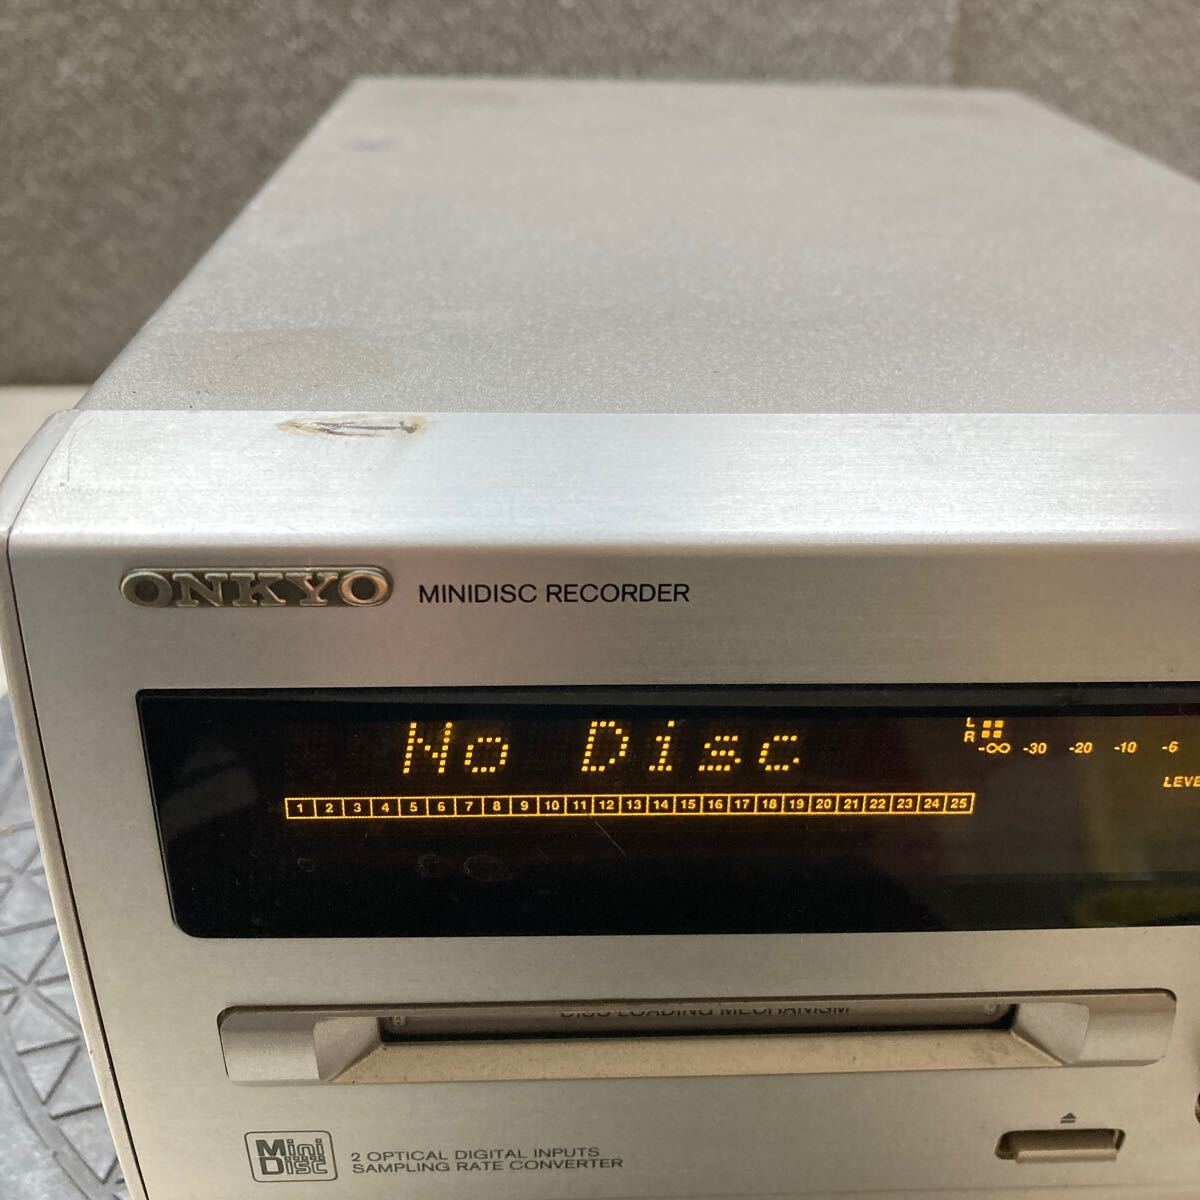 ONKYO MINIDISC RECORDER
No Disc
L
R
-∞ -30 -20 -10 -6
1 2 3 4 5 6 7 8 9 10 11 12 13 14 15 16 17 18 19 20 21 22 23 24 25
LEVE
DISC LOADING MECHANISM
Mini
Disc
2 OPTICAL DIGITAL INPUTS
SAMPLING RATE CONVERTER